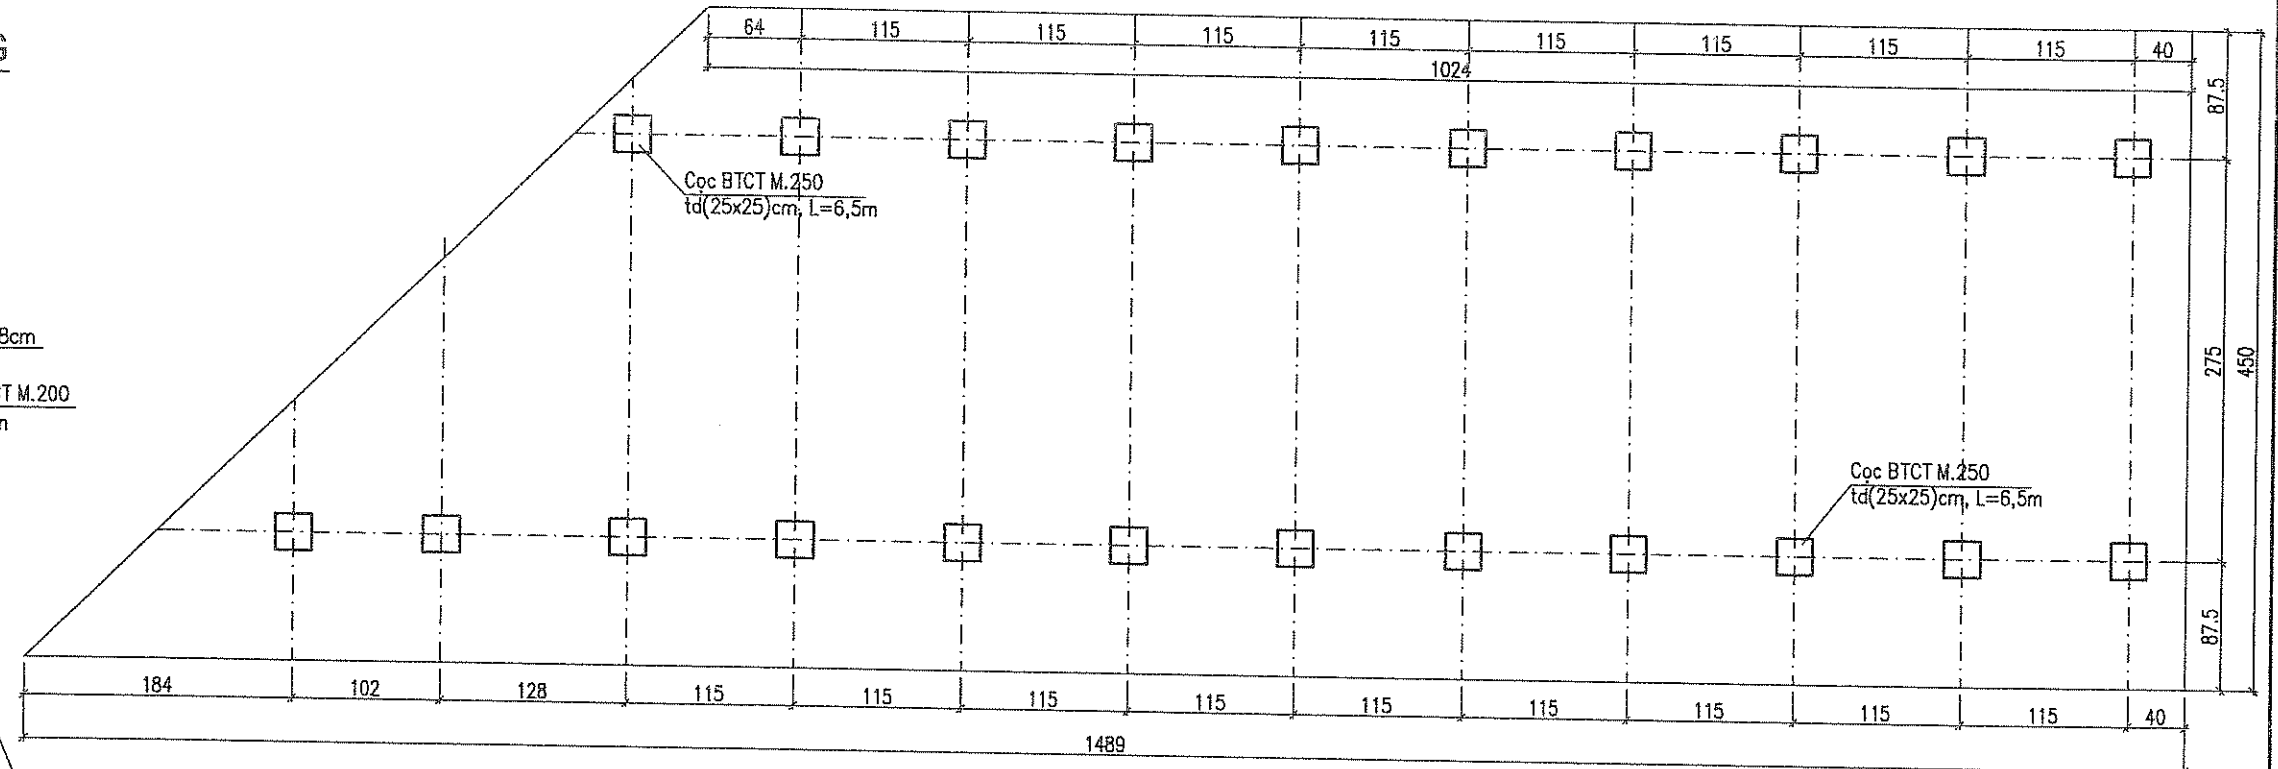 G
64 115 115 115 115 115 115 115 115 40
1024
87.5
Cọc BTCT M.250
td(25x25)cm, L=6,5m
8cm
275
450
T M.200
Cọc BTCT M.250
td(25x25)cm, L=6,5m
87.5
184 102 128 115 115 115 115 115 115 115 115 115 40
1489